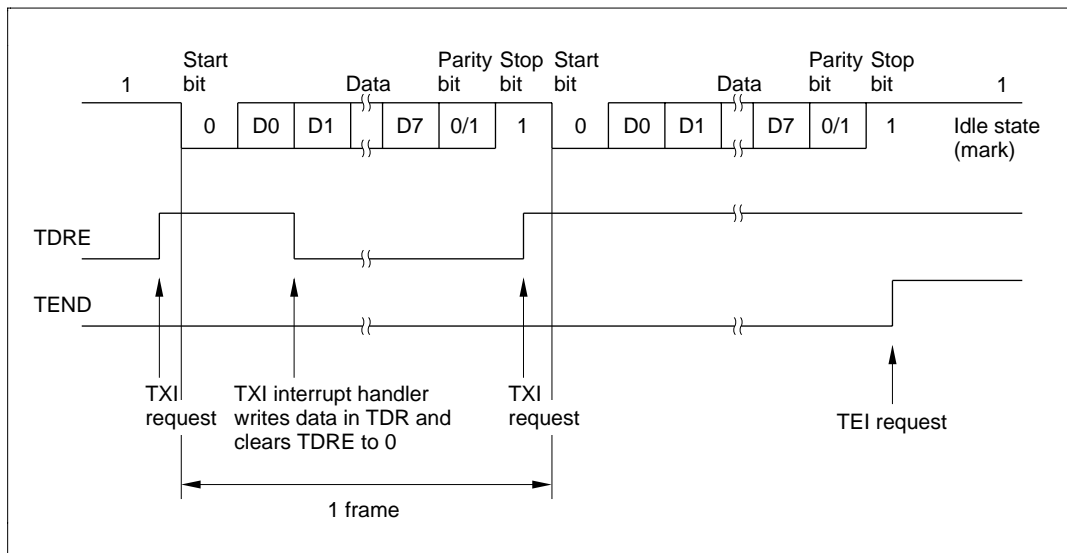 1
Start
bit
Data
Parity
bit
Stop
bit
Start
bit
Data
Parity
bit
Stop
bit
1
0
D0
D1
D7
0/1
1
0
D0
D1
D7
0/1
1
Idle state
(mark)
TDRE
TEND
TXI
request
TXI interrupt handler
writes data in TDR and
clears TDRE to 0
TXI
request
TEI request
1 frame